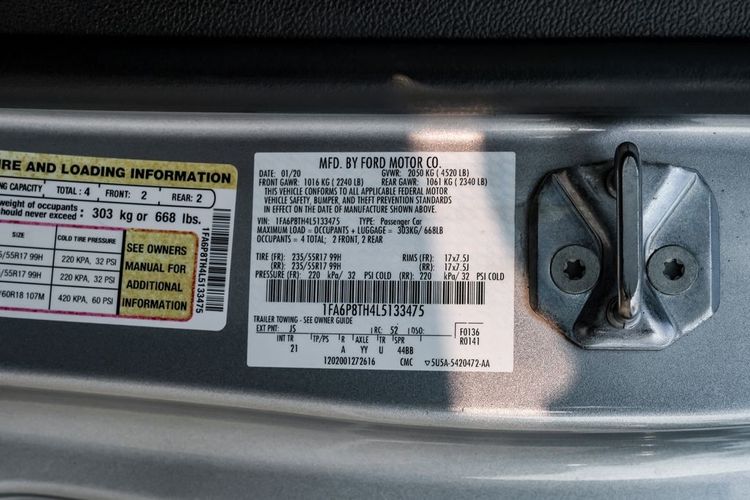 IRE AND LOADING INFORMATION
NG CAPACITY TOTAL: 4 FRONT: 2 REAR: 2
weight of occupants
should never exceed : 303 kg or 668 lbs.
SIZE COLD TIRE PRESSURE
/55R17 99H 220 KPA, 32 PSI
/55R17 99H 220 KPA, 32 PSI
/60R18 107M 420 KPA, 60 PSI
SEE OWNERS
MANUAL FOR
ADDITIONAL
INFORMATION
1FA6P8TH4L5133475
MFD. BY FORD MOTOR CO.
DATE: 01/20 GVWR: 2050 KG ( 4520 LB)
FRONT GAWR: 1016 KG ( 2240 LB) REAR GAWR: 1061 KG ( 2340 LB)
THIS VEHICLE CONFORMS TO ALL APPLICABLE FEDERAL MOTOR
VEHICLE SAFETY, BUMPER, AND THEFT PREVENTION STANDARDS
IN EFFECT ON THE DATE OF MANUFACTURE SHOWN ABOVE.
VIN: 1FA6P8TH4L5133475 TYPE: Passenger Car
MAXIMUM LOAD = OCCUPANTS + LUGGAGE = 303KG/ 668LB
OCCUPANTS = 4 TOTAL; 2 FRONT, 2 REAR
TIRE (FR): 235/55R17 99H RIMS (FR): 17x7.5J
TIRE (RR): 235/55R17 99H (RR): 17x7.5J
PRESSURE (FR): 220 kPa/ 32 PSI COLD (RR): 220 kPa/ 32 PSI COLD
1FA6P8TH4L5133475
TRAILER TOWING - SEE OWNER GUIDE
EXT PNT: JS RC: 52 DSO: F0136
R0141
INT TR TP/PS R AXLE TR SPR
21 A YY U 44BB
1202001272616 CMC ▽5U5A-5420472-AA